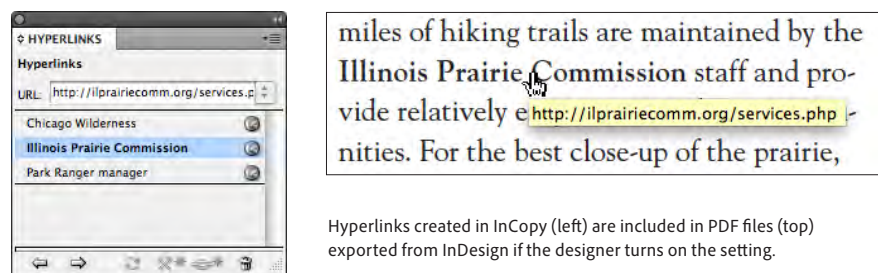 HYPERLINKS
Hyperlinks
URL: http://ilprairiecomm.org/services.p
Chicago Wilderness
Illinois Prairie Commission
Park Ranger manager
miles of hiking trails are maintained by the
Illinois Prairie Commission staff and pro-
vide relatively e
http://ilprairiecomm.org/services.php
nities. For the best close-up of the prairie,
Hyperlinks created in InCopy (left) are included in PDF files (top)
exported from InDesign if the designer turns on the setting.